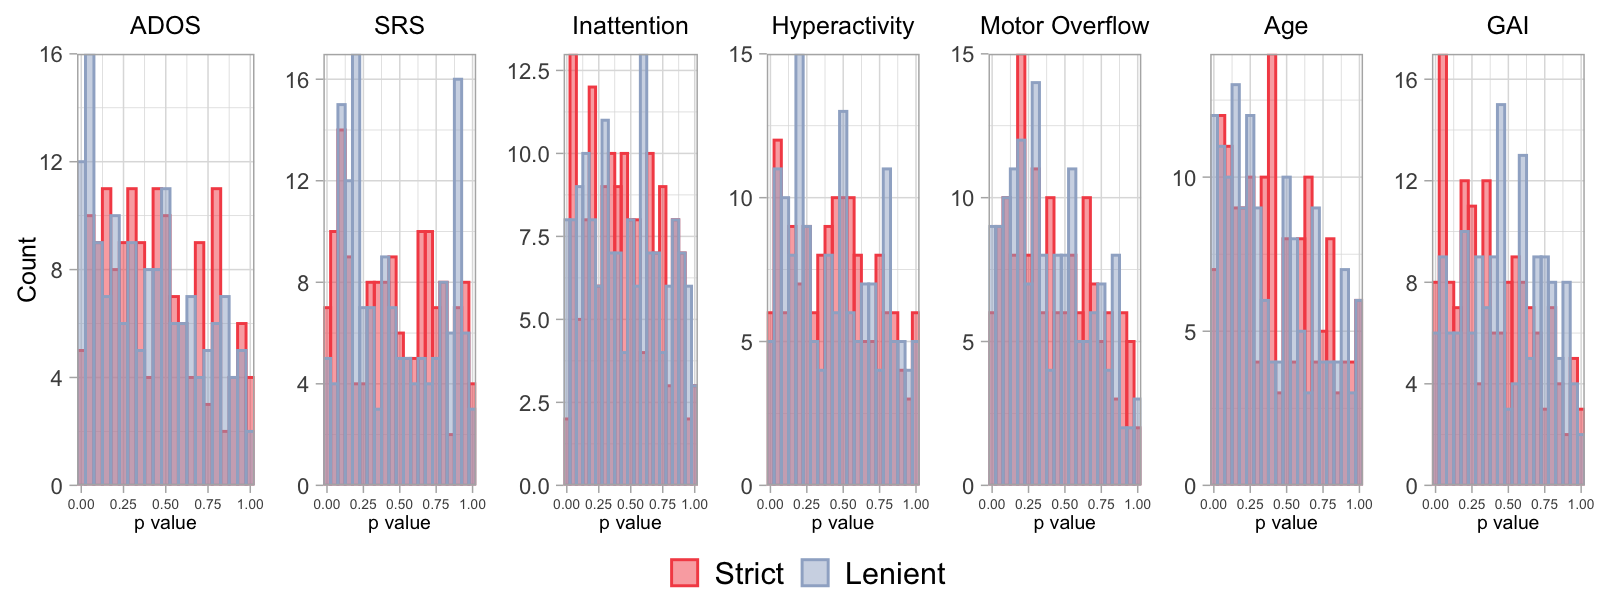 ADOS SRS Inattention Hyperactivity Motor Overflow Age GAI
Count
16 12 8 4 0
16 12 8 4 0
12.5 10.0 7.5 5.0 2.5 0.0
15 10 5 0
15 10 5 0
10 5 0
16 12 8 4 0
0.00 0.25 0.50 0.75 1.00 0.00 0.25 0.50 0.75 1.00 0.00 0.25 0.50 0.75 1.00 0.00 0.25 0.50 0.75 1.00 0.00 0.25 0.50 0.75 1.00 0.00 0.25 0.50 0.75 1.00 0.00 0.25 0.50 0.75 1.00
p value p value p value p value p value p value p value
Strict Lenient